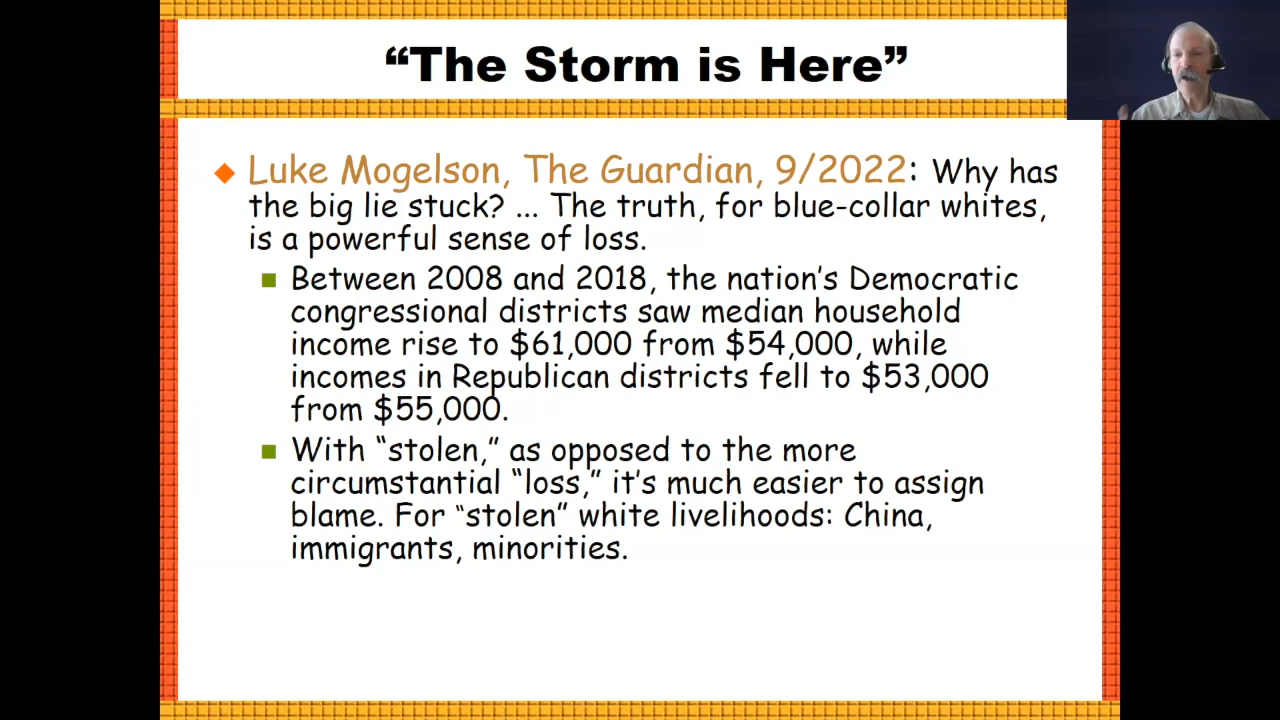 “The Storm is Here”
Luke Mogelson, The Guardian, 9/2022: Why has
the big lie stuck? ... The truth, for blue-collar whites,
is a powerful sense of loss.
Between 2008 and 2018, the nation’s Democratic
congressional districts saw median household
income rise to $61,000 from $54,000, while
incomes in Republican districts fell to $53,000
from $55,000.
With “stolen,” as opposed to the more
circumstantial “loss,” it’s much easier to assign
blame. For “stolen” white livelihoods: China,
immigrants, minorities.